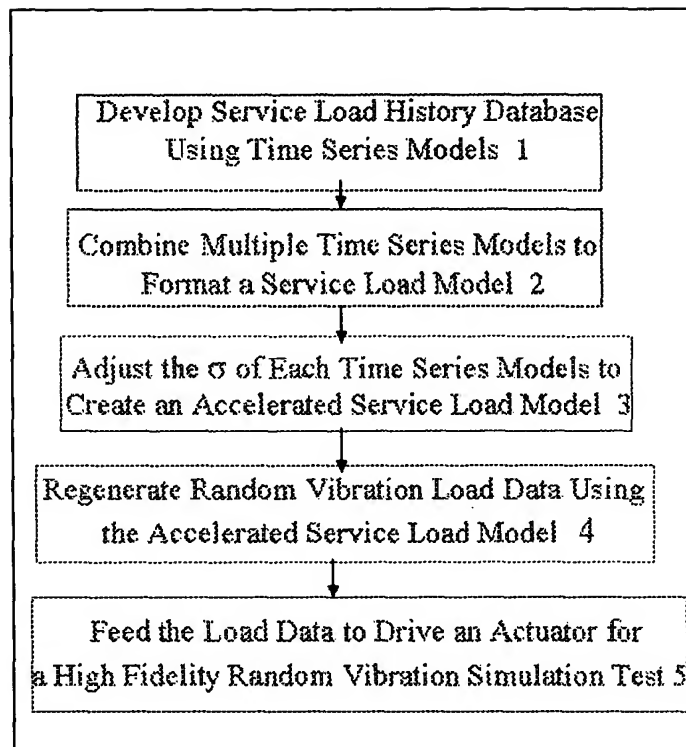 Develop Service Load History Database
Using Time Series Models 1
Combine Multiple Time Series Models to
Format a Service Load Model 2
Adjust the σ of Each Time Series Models to
Create an Accelerated Service Load Model 3
Regenerate Random Vibration Load Data Using
the Accelerated Service Load Model 4
Feed the Load Data to Drive an Actuator for
a High Fidelity Random Vibration Simulation Test 5